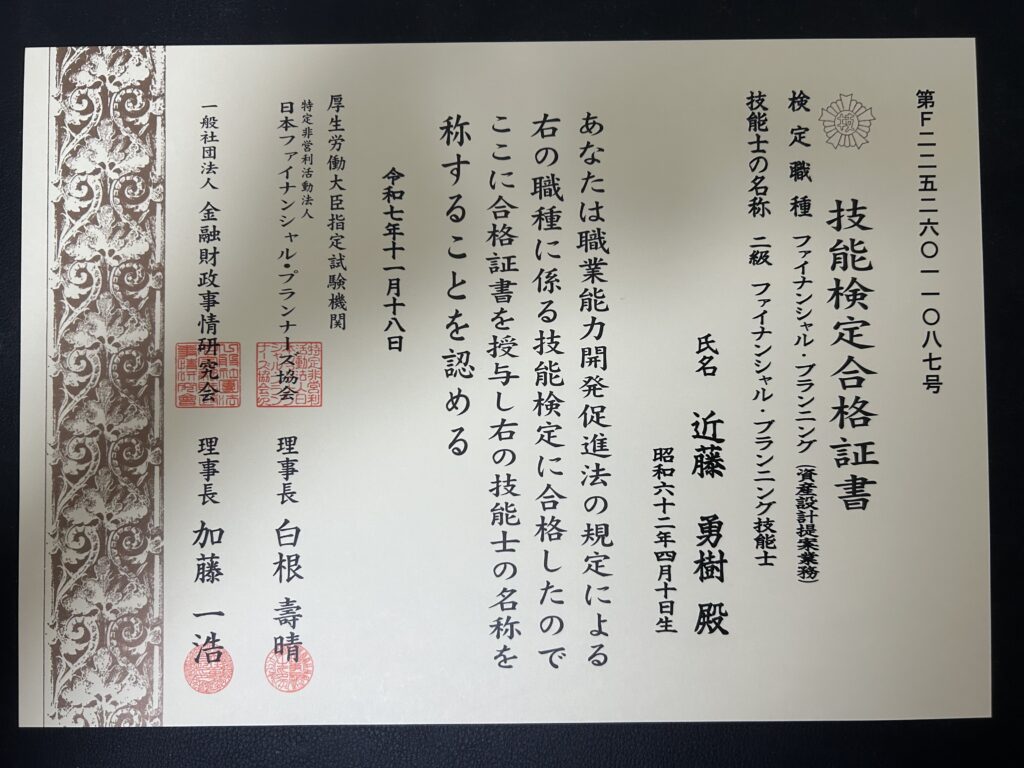 第F二二五二六〇一一〇八七号
技能検定合格証書
検定職種 ファイナンシャル・プランニング(資産設計提案業務)
技能士の名称 二級 ファイナンシャル・プランニング技能士
氏名 近藤 勇樹 殿
昭和六十二年四月十日生
あなたは職業能力開発促進法の規定による
右の職種に係る技能検定に合格したので
ここに合格証書を授与し右の技能士の名称を
称することを認める
令和七年十一月十八日
厚生労働大臣指定試験機関
特定非営利活動法人
日本ファイナンシャル・プランナーズ協会 理事長 白根 壽晴
一般社団法人 金融財政事情研究会 理事長 加藤 一浩